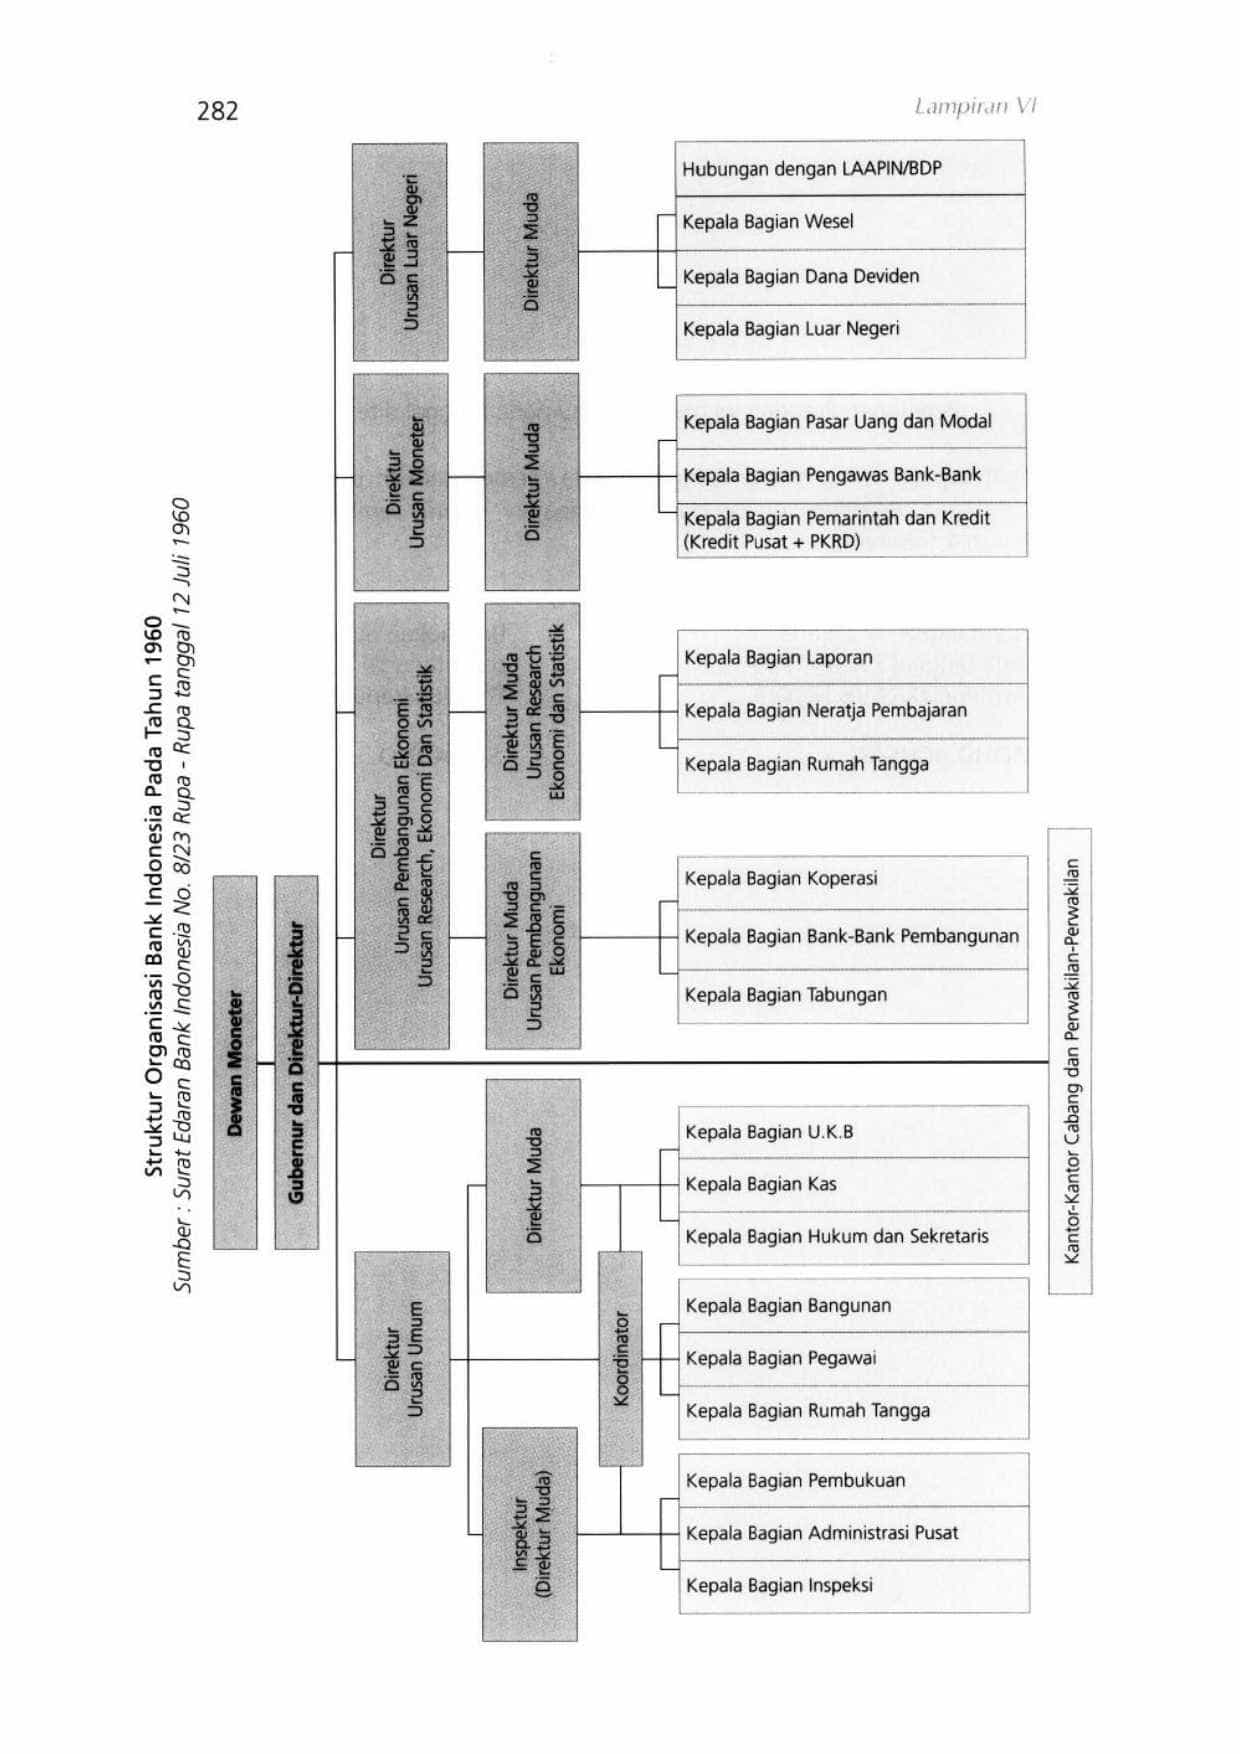 282
Lampiran VI
Struktur Organisasi Bank Indonesia Pada Tahun 1960
Sumber : Surat Edaran Bank Indonesia No. 8/23 Rupa - Rupa tanggal 12 Juli 1960
Dewan Moneter
Gubernur dan Direktur-Direktur
Direktur
Urusan Luar Negeri
Direktur Muda
Hubungan dengan LAAPIN/BDP
Kepala Bagian Wesel
Kepala Bagian Dana Deviden
Kepala Bagian Luar Negeri
Direktur
Urusan Moneter
Direktur Muda
Kepala Bagian Pasar Uang dan Modal
Kepala Bagian Pengawas Bank-Bank
Kepala Bagian Pemarintah dan Kredit
(Kredit Pusat + PKRD)
Direktur
Urusan Pembangunan Ekonomi
Urusan Research, Ekonomi Dan Statistik
Direktur Muda
Urusan Research
Ekonomi dan Statistik
Kepala Bagian Laporan
Kepala Bagian Neratja Pembajaran
Kepala Bagian Rumah Tangga
Direktur Muda
Urusan Pembangunan
Ekonomi
Kepala Bagian Koperasi
Kepala Bagian Bank-Bank Pembangunan
Kepala Bagian Tabungan
Direktur
Urusan Umum
Direktur Muda
Kepala Bagian U.K.B
Kepala Bagian Kas
Kepala Bagian Hukum dan Sekretaris
Koordinator
Kepala Bagian Bangunan
Kepala Bagian Pegawai
Kepala Bagian Rumah Tangga
Inspektur
(Direktur Muda)
Kepala Bagian Pembukuan
Kepala Bagian Administrasi Pusat
Kepala Bagian Inspeksi
Kantor-Kantor Cabang dan Perwakilan-Perwakilan